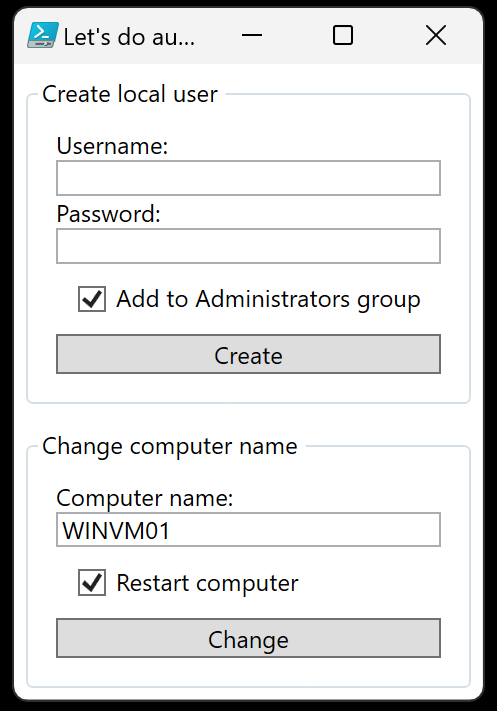 Let's do au...
Create local user
Username:
Password:
Add to Administrators group
Create
Change computer name
Computer name:
WINVM01
Restart computer
Change